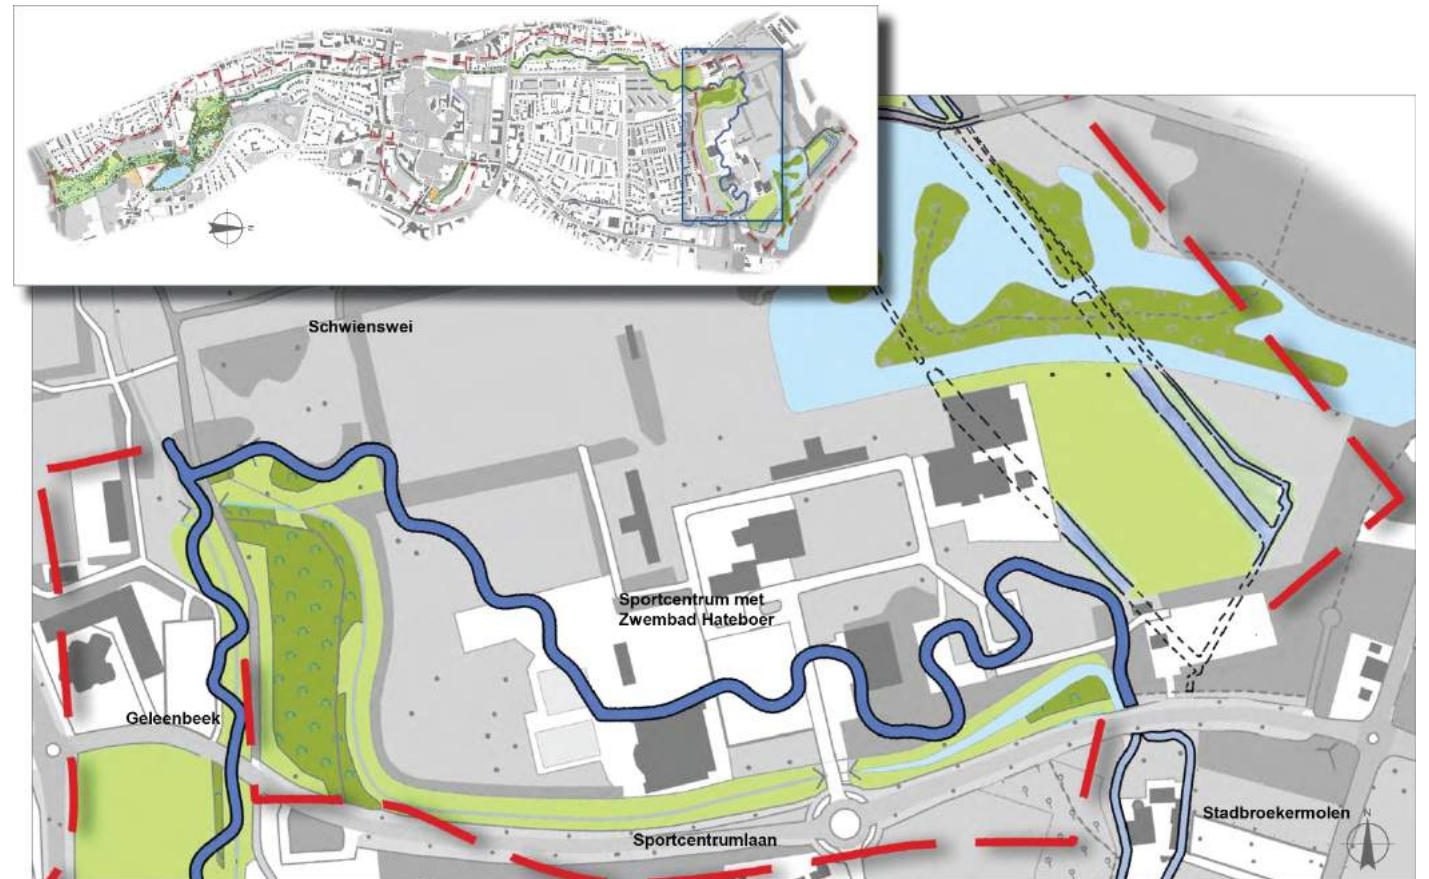 Schwienswei
Sportcentrum met
Zwembad Hateboer
Geleenbeek
Stadbroekermolen
Sportcentrumlaan
N